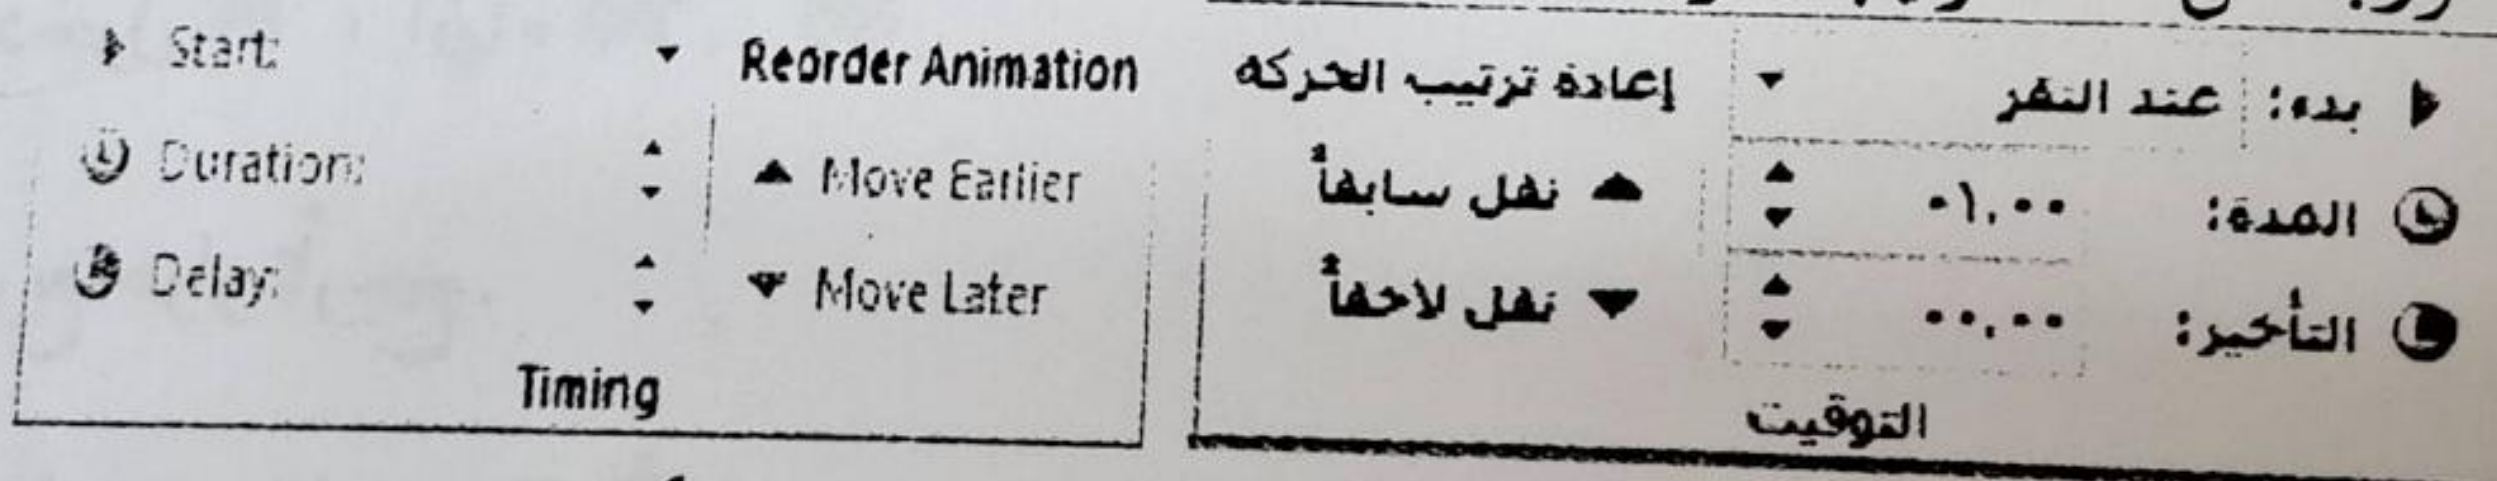 Start:
Duration:
Delay:
Reorder Animation
Move Earlier
Move Later
Timing
بدء: عند النقر
المدة: ٠١,٠٠
التأخير: ٠٠,٠٠
إعادة ترتيب الحركة
نقل سابقاً
نقل لاحقاً
التوقيت